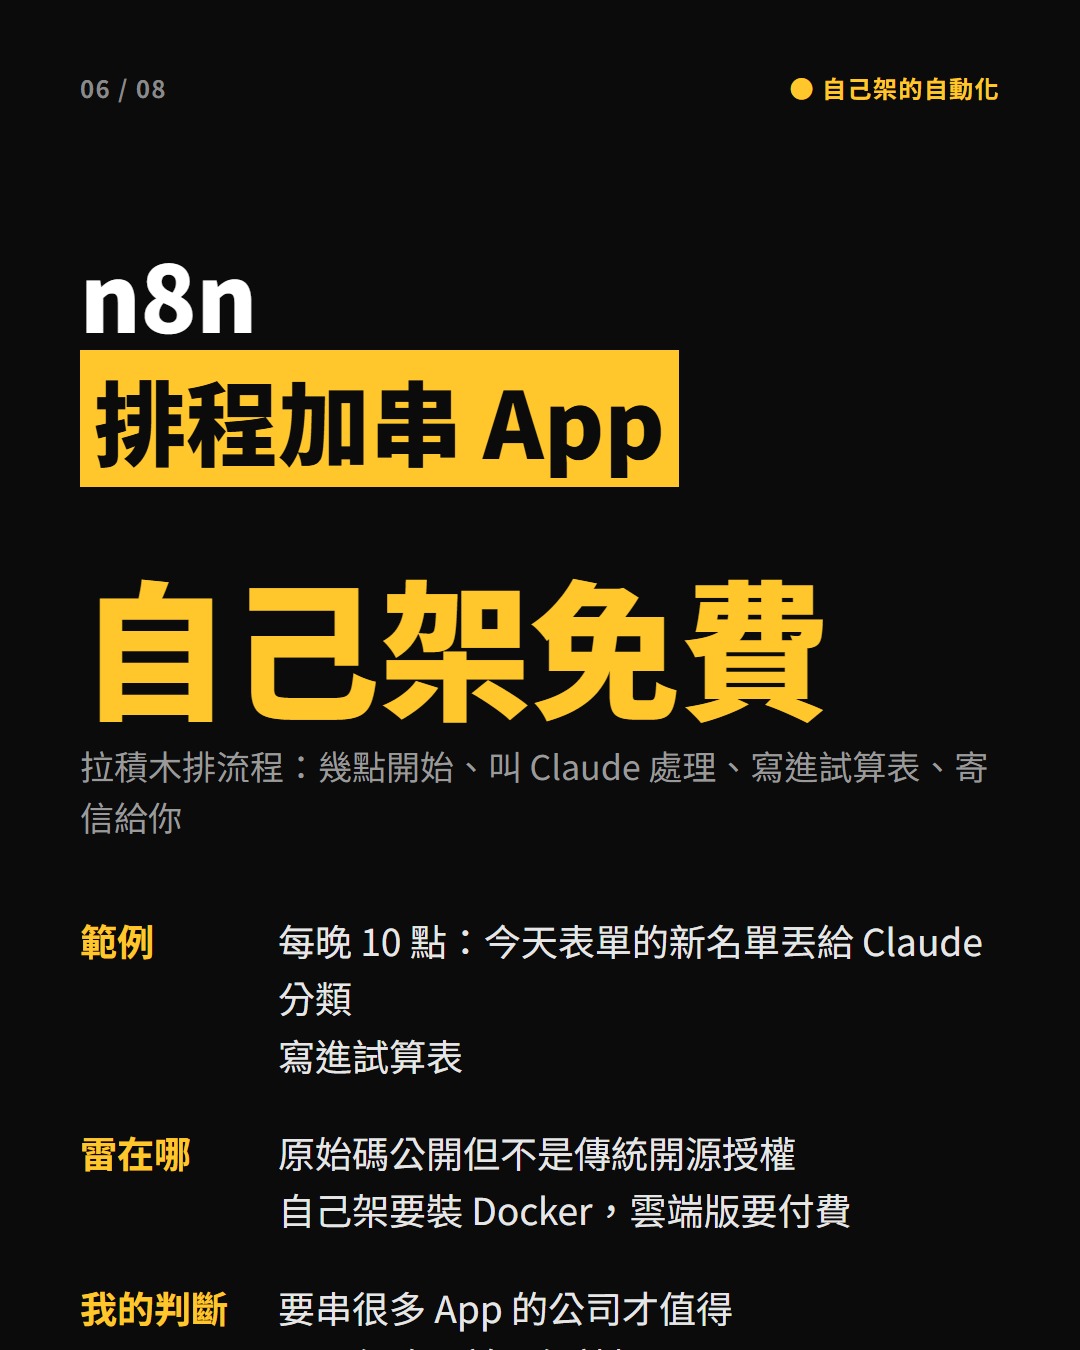 06 / 08
自己架的自動化
n8n
排程加串 App
自己架免費
拉積木排流程：幾點開始、叫 Claude 處理、寫進試算表、寄
信給你
範例
每晚 10 點：今天表單的新名單丟給 Claude
分類
寫進試算表
雷在哪
原始碼公開但不是傳統開源授權
自己架要裝 Docker，雲端版要付費
我的判斷
要串很多 App 的公司才值得